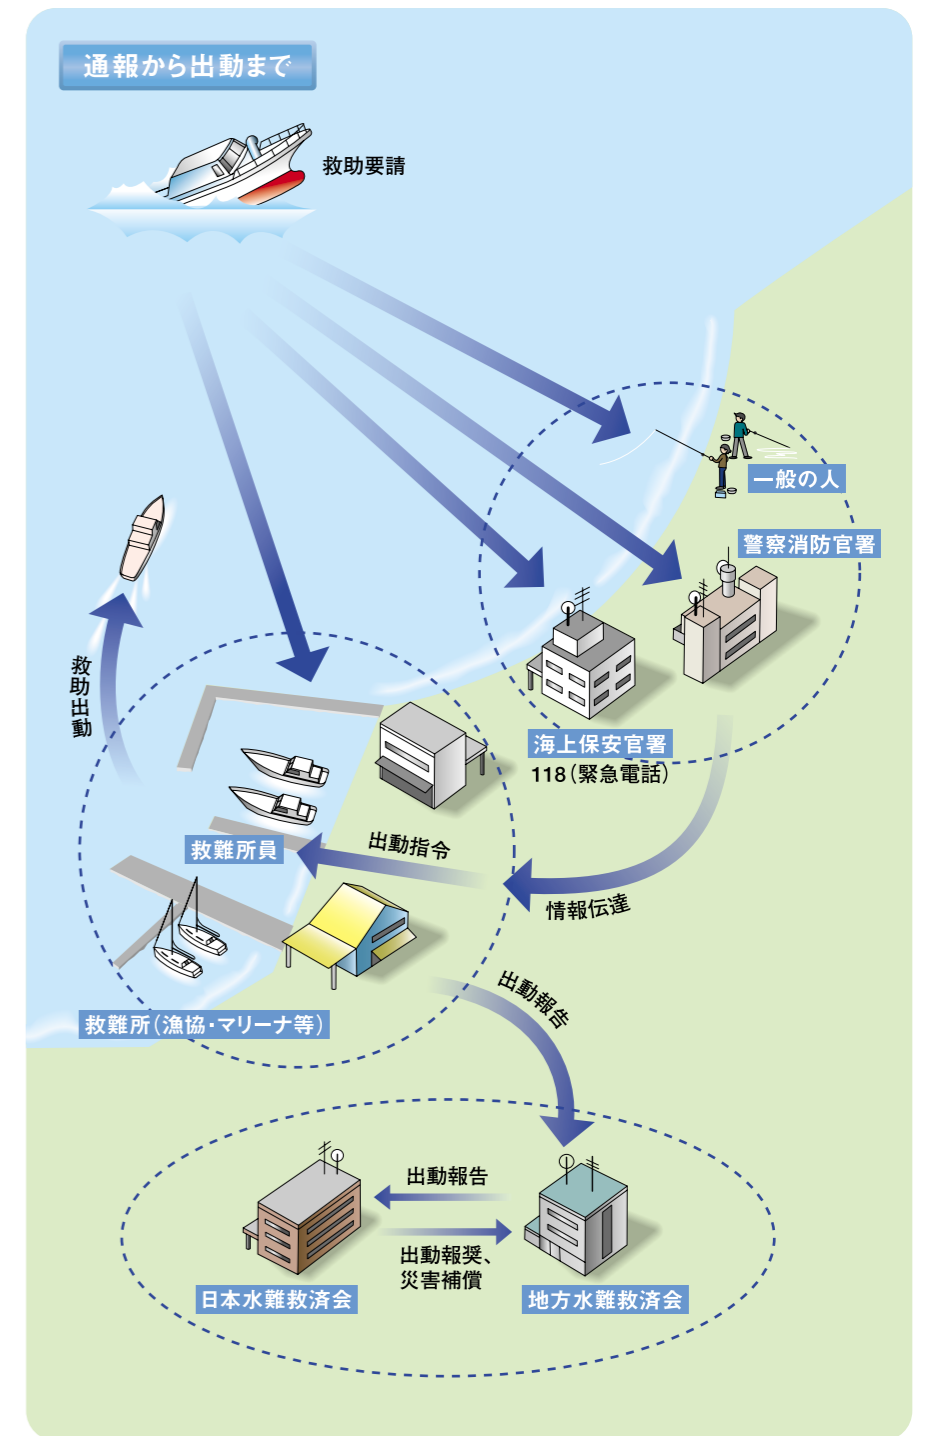 通報から出動まで
救助要請
一般の人
警察消防官署
海上保安官署
118（緊急電話）
救助出動
出動指令
救難所員
情報伝達
救難所（漁協・マリーナ等）
出動報告
出動報告
出動報奨、
災害補償
日本水難救済会
地方水難救済会